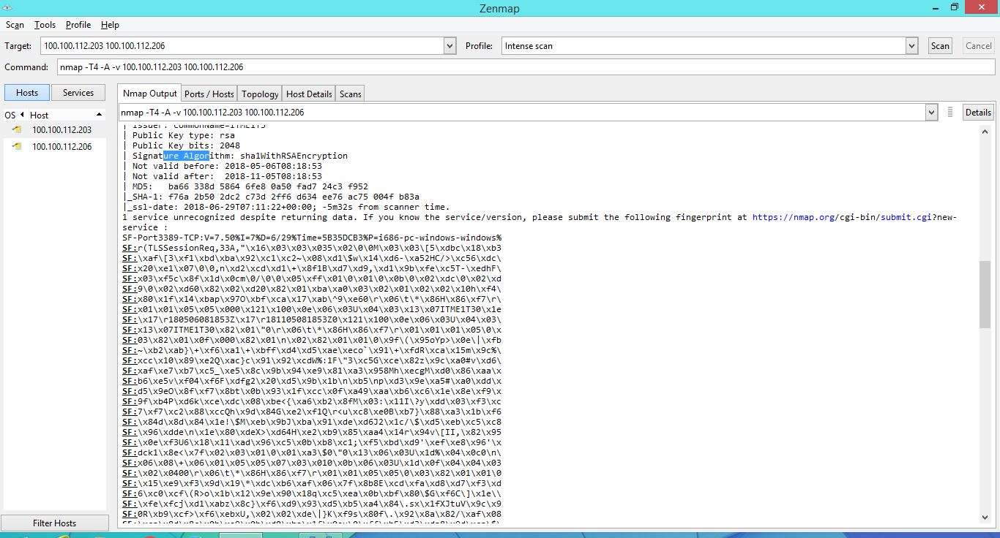 Zenmap
Scan Tools Profile Help
Target: 100.100.112.203 100.100.112.206 Profile: Intense scan Scan Cancel
Command: nmap -T4 -A -v 100.100.112.203 100.100.112.206
Hosts Services
Nmap Output Ports / Hosts Topology Host Details Scans
OS Host
100.100.112.203
100.100.112.206
Filter Hosts
nmap -T4 -A -v 100.100.112.203 100.100.112.206 Details
| Public Key type: rsa
| Public Key bits: 2048
| Signature Algorithm: sha1WithRSAEncryption
| Not valid before: 2018-05-06T08:18:53
| Not valid after:  2018-11-05T08:18:53
| MD5:   ba66 338d 5864 6fe8 0a50 fad7 24c3 f952
|_SHA-1: f76a 2b50 2dc2 c73d 2ff6 d634 ee76 ac75 004f b83a
|_ssl-date: 2018-06-29T07:11:22+00:00; -5m32s from scanner time.
1 service unrecognized despite returning data. If you know the service/version, please submit the following fingerprint at https://nmap.org/cgi-bin/submit.cgi?new-
service :
SF-Port3389-TCP:V=7.50%I=7%D=6/29%Time=5B35DCB3%P=i686-pc-windows-windows%
SF:r(TLSSessionReq,33A,"\x16\x03\x03\x035\x02\0\0M\x03\x03\[5\xdbc\x18\xb3
SF:\xaf\[3\xf1\xbd\xba\x92\xc1\xc2~\x08\xd1\$w\x14\xd6-\xa52HC/>\xc56\xdc\
SF:x20\xe1\x07\0\0,n\xd2\xcd\xd1\+\x8f1B\xd7\xd9,\xd1\x9b\xfe\xc5T-\xedhF\
SF:x03\xf5c\x8f\x1d\x0cm\0/\0\0\x05\xff\x01\0\x01\0\x0b\0\x02\xdc\0\x02\xd
SF:9\0\x02\xd60\x82\x02\xd20\x82\x01\xba\xa0\x03\x02\x01\x02\x02\x10h\xf4\
SF:x80\x1f\x14\xbap\x97O\xbf\xca\x17\xab\^9\xe60\r\x06\t\*\x86H\x86\xf7\r\
SF:x01\x01\x05\x05\x000\x121\x100\x0e\x06\x03U\x04\x03\x13\x07ITME1T30\x1e
SF:\x17\r180506081853Z\x17\r181105081853Z0\x121\x100\x0e\x06\x03U\x04\x03\
SF:x13\x07ITME1T30\x82\x01\"0\r\x06\t\*\x86H\x86\xf7\r\x01\x01\x01\x05\0\x
SF:03\x82\x01\x0f\x000\x82\x01\n\x02\x82\x01\x01\0\x9f\(\x95oYp>\x0e\|\xfb
SF:~\xb2\xab}\+\xf6\xa1\+\xbff\xd4\xd5\xae\xeco`\x91\+\xfdR\xca\x15m\x9c%\
SF:xcc\x10\x89\xe2Q\xac}c\x91\x92\xcdW%:1F\"3\xc5G\xce\x82z\x9c\xa0#v\xd6\
SF:xaf\xe7\xb7\xc5_\xe5\x8c\x9b\x94\xe9\x81\xa3\x958Mh\xecgM\xd0\x86\xaa\x
SF:b6\xe5v\xf04\xf6F\xdfg2\x20\xd5\x9b\x1b\n\xb5\np\xd3\x9e\xa5#\xa0\xdd\x
SF:d5\x9eO\x8f\xf7\x8bt\0b\x93\x1f\xcc\x0f\xa49\xaa\xb6\xc6\x1e\x8e\xf9\x
SF:9f\xb4P\xd6k\xce\xdc\x08\xbe<{\xa6\xb2\x8fM\x03:\x11I\?y\xdd\x03\xf3\xc
SF:7\xf7\xc2\x88\xccQh\x9d\x84G\xe2\xf1Q\r<u\xc8\xe0B\xb7}\x88\xa3\x1b\xf6
SF:\x84d\x8d\x84\x1e!\$M\xeb\x9bJ\xba\x91\xde\xd6J2\x1c/\$\xd5\xeb\xc5\xc8
SF:\x96\xdde\n\x1e\x80\xdeX>\xd64H\xe2\xb9\x85\xaa4\x14r\x94v\[II,\x82\x95
SF:\x0e\xf3U6\x18\x11\xad\x96\xc5\x0b\xb8\xc1;\xf5\xbd\xd9'\xef\xe8\x96'\x
SF:dck1\x8e<\x7f\x02\x03\x01\0\x01\xa3\$0\"0\x13\x06\x03U\x1d%\x04\x0c0\n\
SF:x06\x08\+\x06\x01\x05\x05\x07\x03\x010\x0b\x06\x03U\x1d\x0f\x04\x04\x03
SF:\x02\x0400\r\x06\t\*\x86H\x86\xf7\r\x01\x01\x05\x05\0\x03\x82\x01\x01\0
SF:\x15\xe9\xf3\x9d\x19\*\xdc\xb6\xaf\x06\x7f\x8b8E\xcd\xfa\xd8\xd7\xf3\xd
SF:6\xc0\xcf\(R>o\x1b\x12\x9e\x90\x18q\xc5\xea\x0b\xbf\x80\$G\xf6C\]\x1e\\
SF:\xfe\xfcj\xd1\xabz\x8c}\xf6\xd9\x93\xd5\xb5\xa4\x84\.sx\x1fXJtuV\x9c\x9
SF:0R\xb9\xcf>\xf6\xebxU,\x02\x02\xde\|}K\xf9s\x80f\.\x92\x8a\x82/\xaf\x08